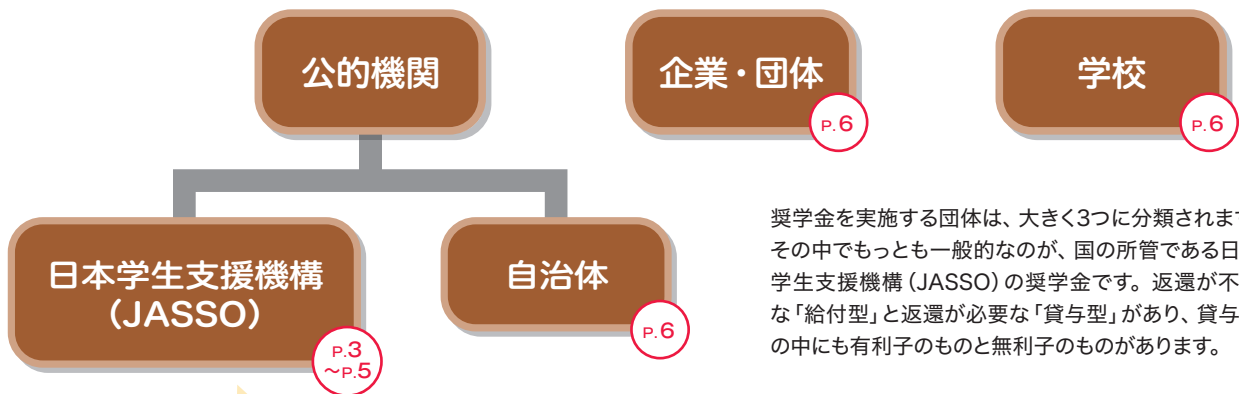 公的機関
企業・団体
P.6
学校
P.6
日本学生支援機構
（JASSO）
P.3
～P.5
自治体
P.6
奨学金を実施する団体は、大きく3つに分類されます
その中でもっとも一般的なのが、国の所管である日
学生支援機構（JASSO）の奨学金です。返還が不
な「給付型」と返還が必要な「貸与型」があり、貸与
の中にも有利子のものと無利子のものがあります。